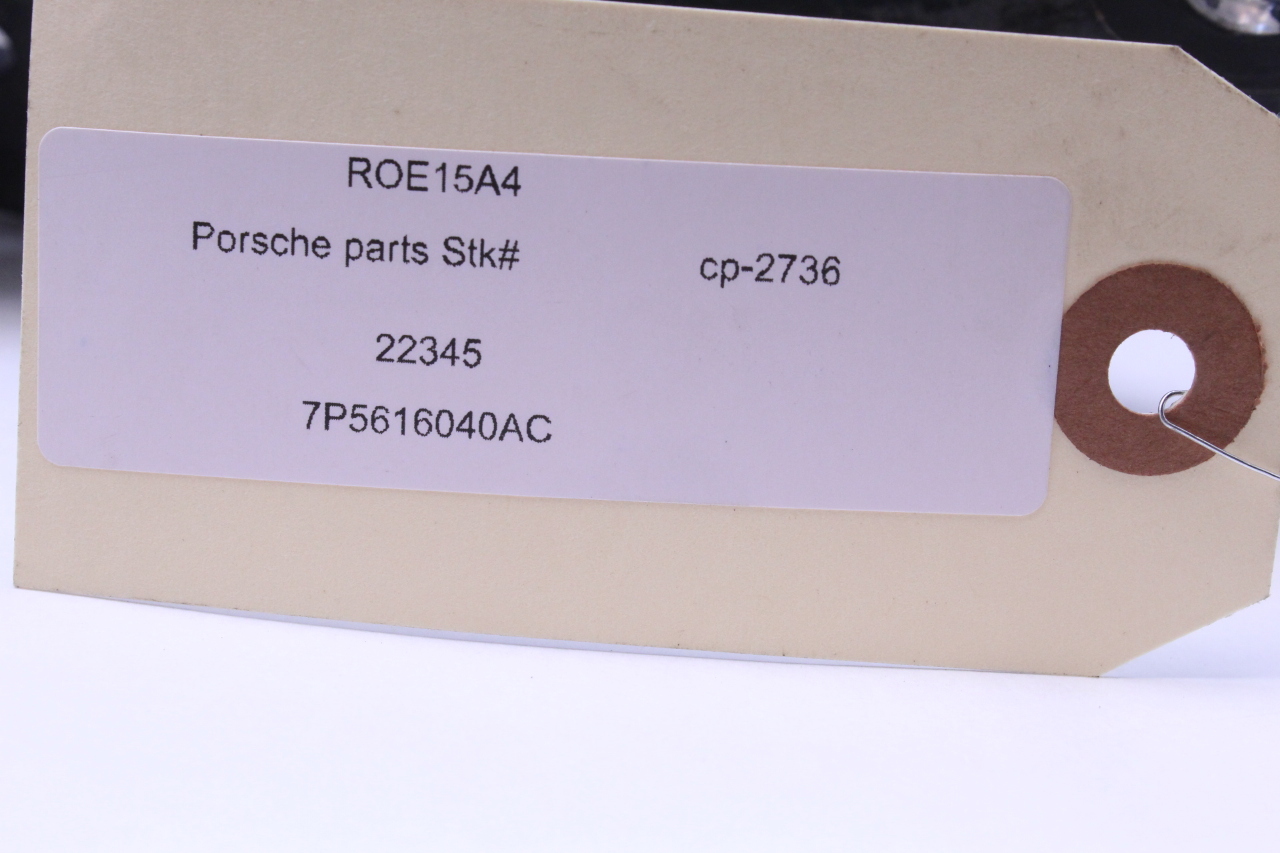 ROE15A4
Porsche parts Stk# cp-2736
22345
7P5616040AC